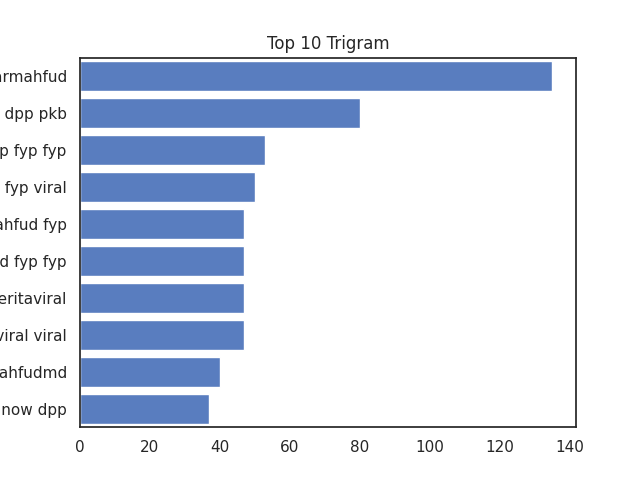 Top 10 Trigram
armahfud
dpp pkb
p fyp fyp
fyp viral
ahfud fyp
d fyp fyp
eritaviral
viral viral
ahfudmd
now dpp
0 20 40 60 80 100 120 140